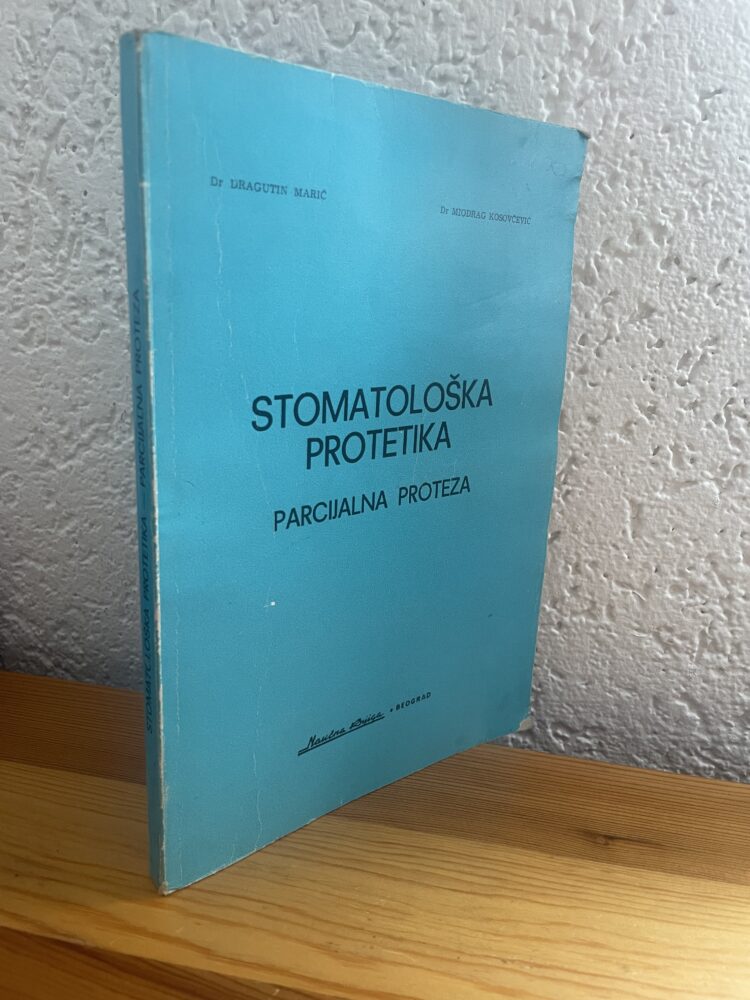 Dr DRAGUTIN MARIĆ
Dr MIODRAG KOSOVČEVIĆ
STOMATOLOŠKA
PROTETIKA
PARCIJALNA PROTEZA
Naučna Knjiga • BEOGRAD
STOMATOLOŠKA PROTETIKA — PARCIJALNA PROTEZA